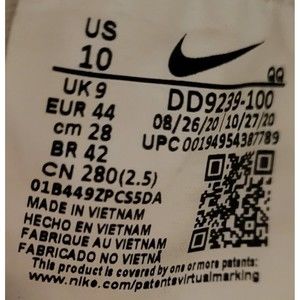 US
10
UK 9
EUR 44
cm 28
BR 42
CN 280(2.5)
01B449ZPCS5DA
QQ
DD9239-100
08/26/20 10/27/20
UPC 00194954387789
MADE IN VIETNAM
HECHO EN VIETNAM
FABRIQUE AU VIETNAM
FABRICADO NO VIETNÃ
This product is covered by one or more patents:
www.nike.com/patentsvirtualmarking